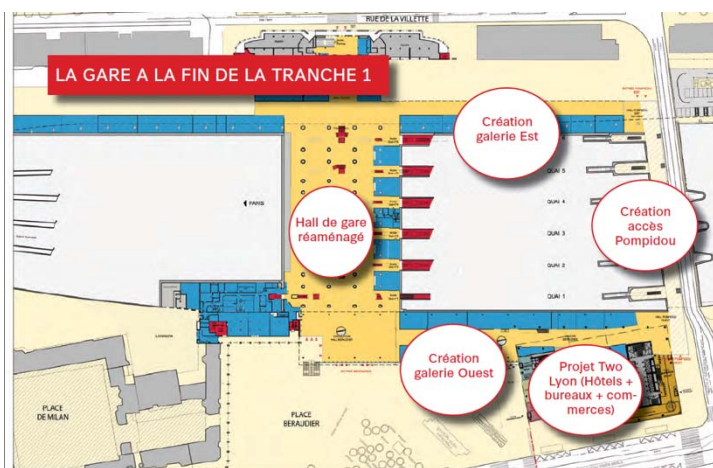 RUE DE LA VILLETTE
LA GARE A LA FIN DE LA TRANCHE 1
Création
galerie Est
QUAI 5
QUAI 4
QUAI 3
QUAI 2
QUAI 1
PARIS
Hall de gare
réaménagé
Création
accès
Pompidou
Création
galerie Ouest
Projet Two
Lyon (Hôtels +
bureaux + com-
merces)
PLACE
DE MILAN
PLACE
BERAUDIER